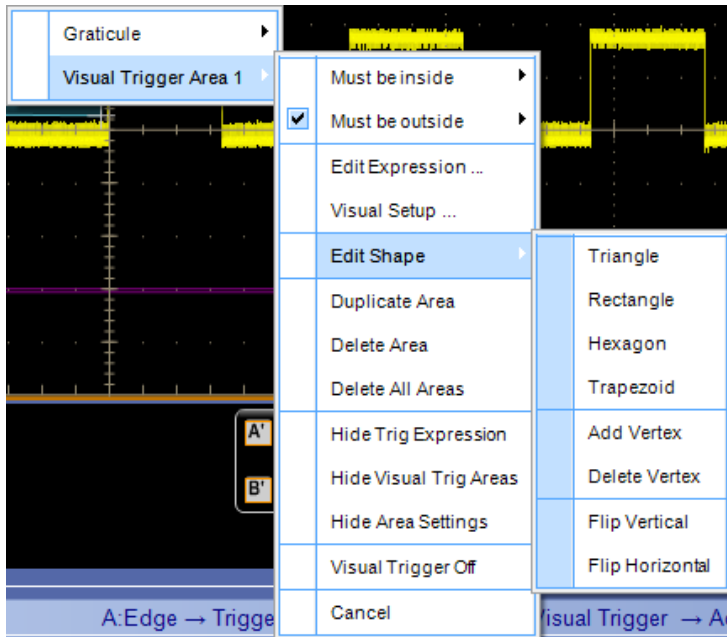 Graticule
Visual Trigger Area 1
Must be inside
Must be outside
Edit Expression ...
Visual Setup ...
Edit Shape
Duplicate Area
Delete Area
Delete All Areas
Hide Trig Expression
Hide Visual Trig Areas
Hide Area Settings
Visual Trigger Off
Cancel
Triangle
Rectangle
Hexagon
Trapezoid
Add Vertex
Delete Vertex
Flip Vertical
Flip Horizontal
A'
B'
A:Edge → Trigge
isual Trigger → A